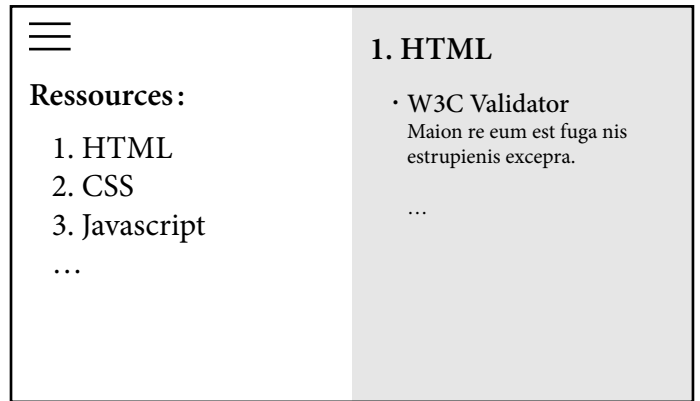 Ressources :
1. HTML
2. CSS
3. Javascript
…
1. HTML
· W3C Validator
Maion re eum est fuga nis
estrupienis excepra.
…